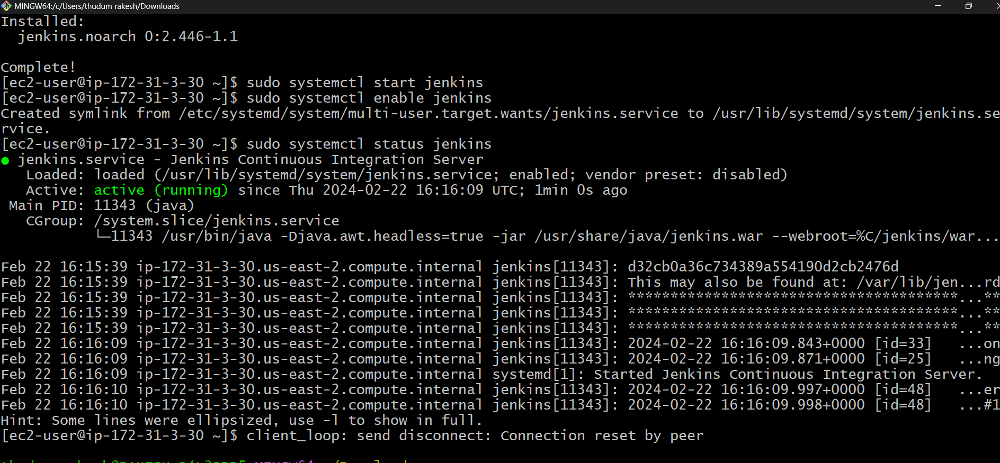 MINGW64:/c/Users/thudum rakesh/Downloads
Installed:
  jenkins.noarch 0:2.446-1.1
Complete!
[ec2-user@ip-172-31-3-30 ~]$ sudo systemctl start jenkins
[ec2-user@ip-172-31-3-30 ~]$ sudo systemctl enable jenkins
Created symlink from /etc/systemd/system/multi-user.target.wants/jenkins.service to /usr/lib/systemd/system/jenkins.se
rvice.
[ec2-user@ip-172-31-3-30 ~]$ sudo systemctl status jenkins
● jenkins.service - Jenkins Continuous Integration Server
   Loaded: loaded (/usr/lib/systemd/system/jenkins.service; enabled; vendor preset: disabled)
   Active: active (running) since Thu 2024-02-22 16:16:09 UTC; 1min 0s ago
 Main PID: 11343 (java)
   CGroup: /system.slice/jenkins.service
           └─11343 /usr/bin/java -Djava.awt.headless=true -jar /usr/share/java/jenkins.war --webroot=%C/jenkins/war...
Feb 22 16:15:39 ip-172-31-3-30.us-east-2.compute.internal jenkins[11343]: d32cb0a36c734389a554190d2cb2476d
Feb 22 16:15:39 ip-172-31-3-30.us-east-2.compute.internal jenkins[11343]: This may also be found at: /var/lib/jen...rd
Feb 22 16:15:39 ip-172-31-3-30.us-east-2.compute.internal jenkins[11343]: ***************************************...**
Feb 22 16:15:39 ip-172-31-3-30.us-east-2.compute.internal jenkins[11343]: ***************************************...**
Feb 22 16:15:39 ip-172-31-3-30.us-east-2.compute.internal jenkins[11343]: ***************************************...**
Feb 22 16:16:09 ip-172-31-3-30.us-east-2.compute.internal jenkins[11343]: 2024-02-22 16:16:09.843+0000 [id=33]   ...on
Feb 22 16:16:09 ip-172-31-3-30.us-east-2.compute.internal jenkins[11343]: 2024-02-22 16:16:09.871+0000 [id=25]   ...ng
Feb 22 16:16:09 ip-172-31-3-30.us-east-2.compute.internal systemd[1]: Started Jenkins Continuous Integration Server.
Feb 22 16:16:10 ip-172-31-3-30.us-east-2.compute.internal jenkins[11343]: 2024-02-22 16:16:09.997+0000 [id=48]   ...er
Feb 22 16:16:10 ip-172-31-3-30.us-east-2.compute.internal jenkins[11343]: 2024-02-22 16:16:09.998+0000 [id=48]   ...#1
Hint: Some lines were ellipsized, use -l to show in full.
[ec2-user@ip-172-31-3-30 ~]$ client_loop: send disconnect: Connection reset by peer